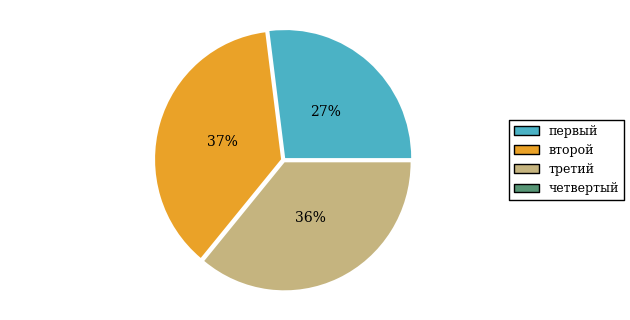 27%
37%
36%
первый
второй
третий
четвертый